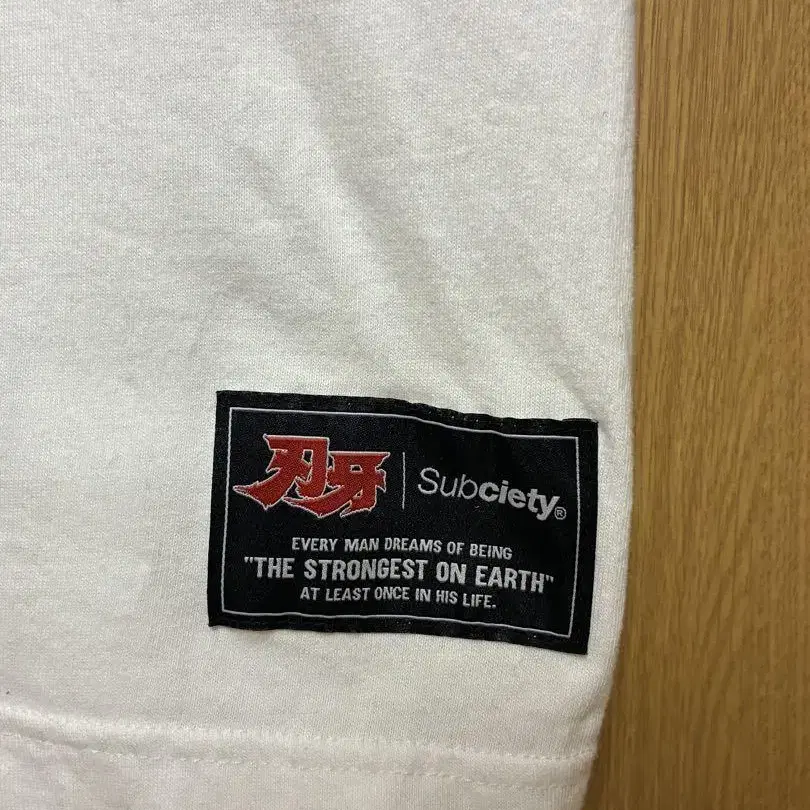 刃牙 | Subciety®
EVERY MAN DREAMS OF BEING
"THE STRONGEST ON EARTH"
AT LEAST ONCE IN HIS LIFE.